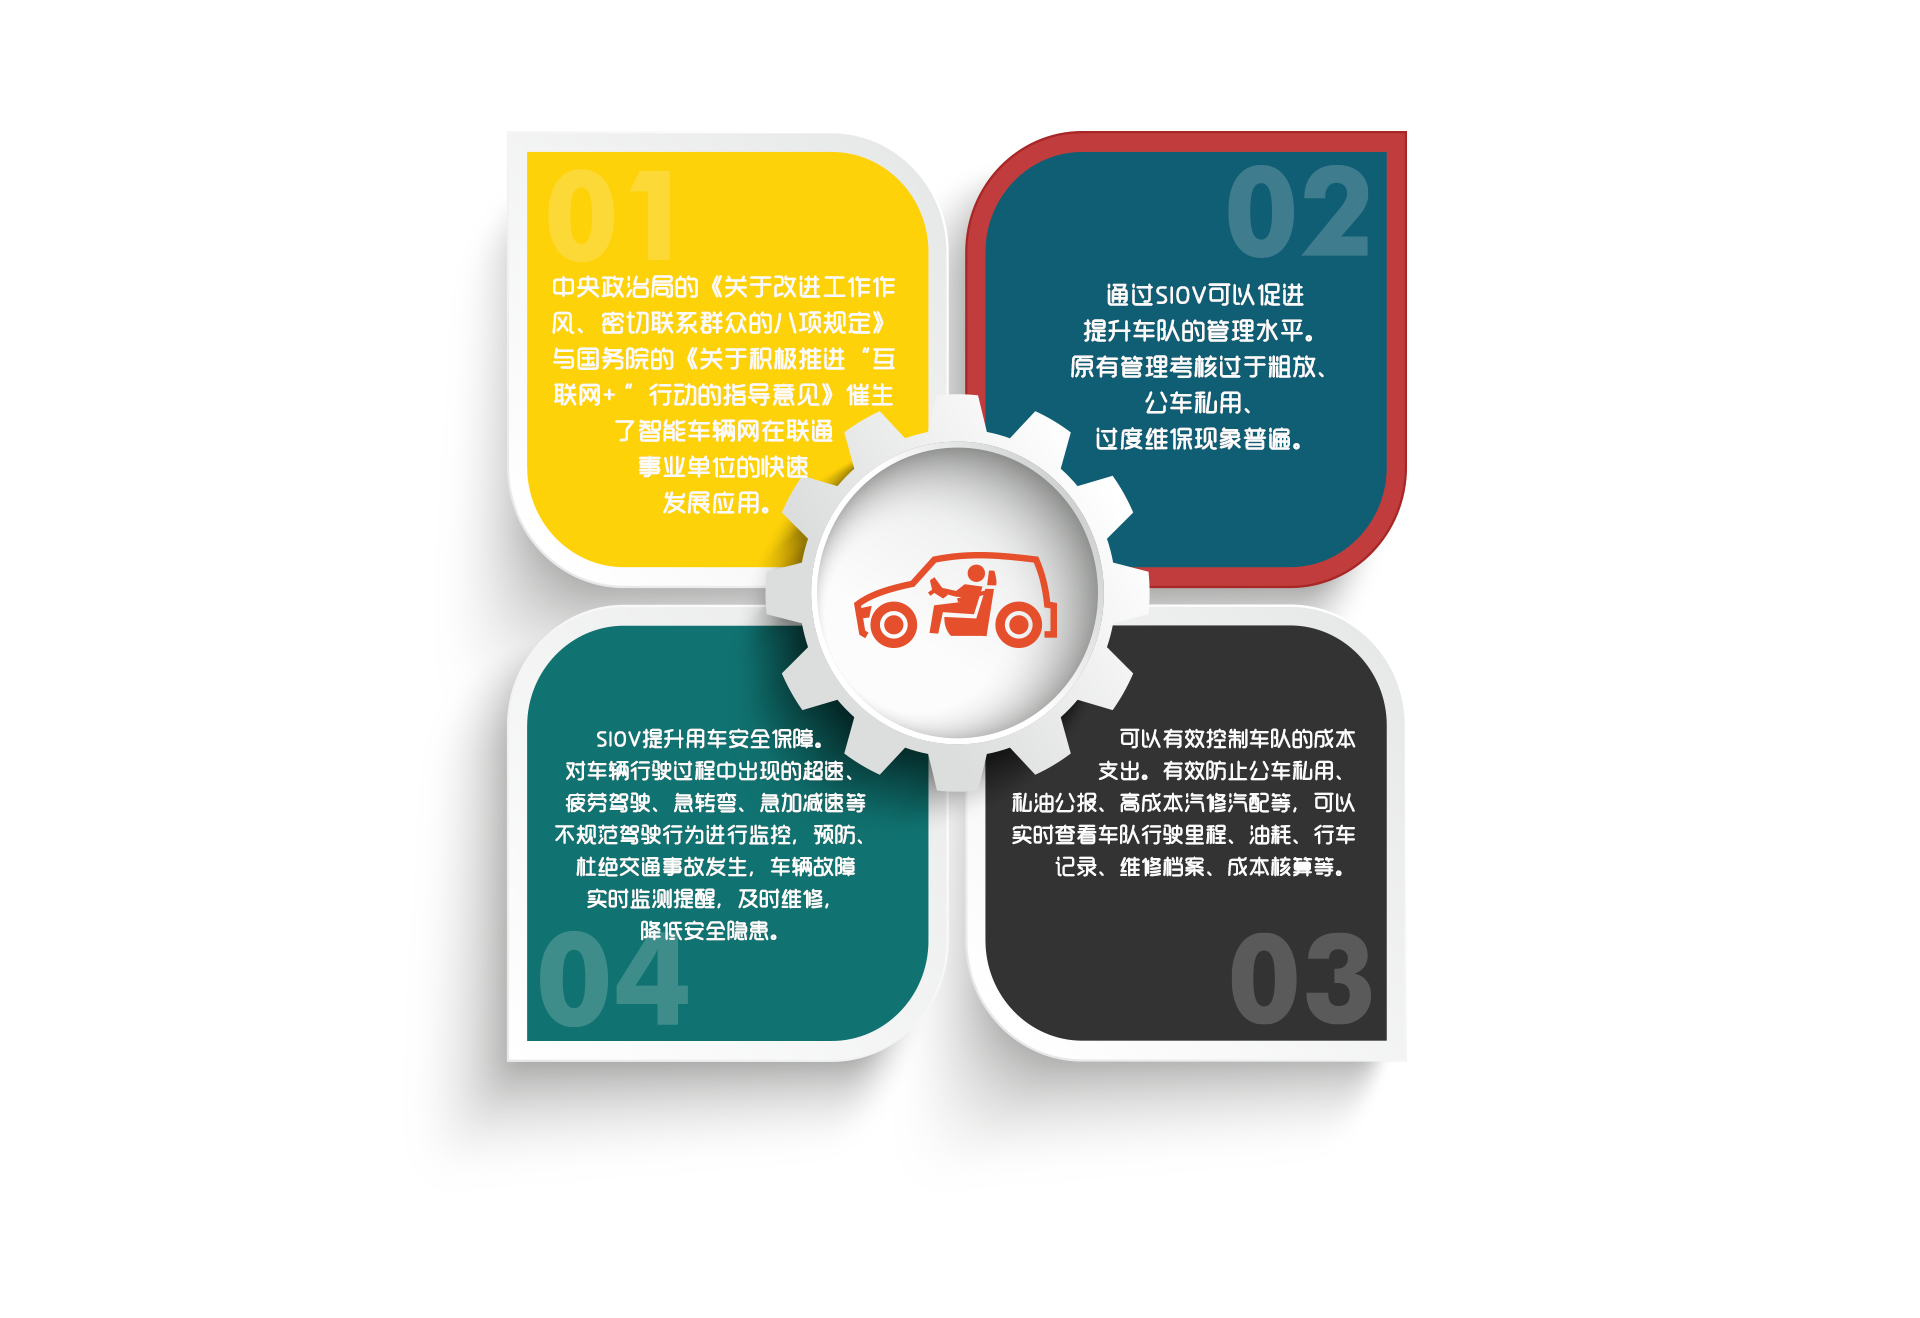 01
中央政治局的《关于改进工作作
风、密切联系群众的八项规定》
与国务院的《关于积极推进“互
联网+ ”行动的指导意见》催生
了智能车辆网在联通
事业单位的快速
发展应用。
02
通过SIOV可以促进
提升车队的管理水平。
原有管理考核过于粗放、
公车私用、
过度维保现象普遍。
SIOV提升用车安全保障。
对车辆行驶过程中出现的超速、
疲劳驾驶、急转弯、急加减速等
不规范驾驶行为进行监控，预防、
杜绝交通事故发生，车辆故障
实时监测提醒，及时维修，
降低安全隐患。
04
可以有效控制车队的成本
支出。有效防止公车私用、
私油公报、高成本汽修汽配等，可以
实时查看车队行驶里程、油耗、行车
记录、维修档案、成本核算等。
03